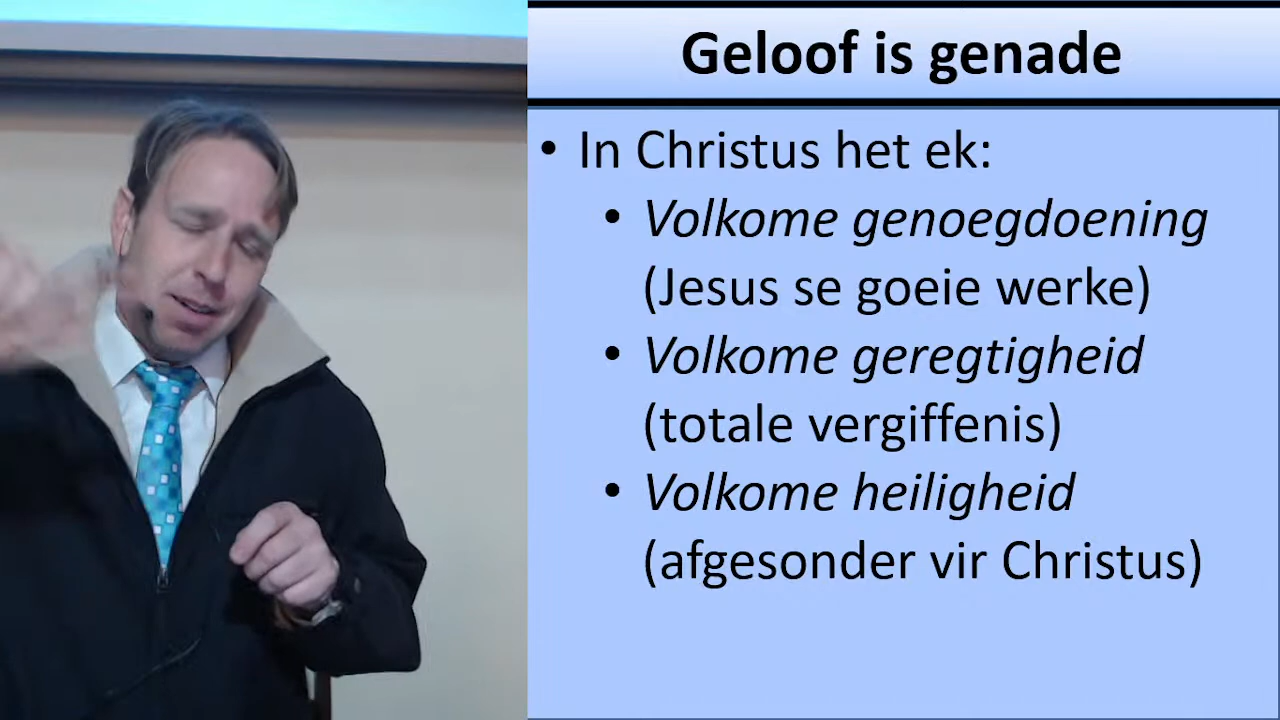 Geloof is genade
• In Christus het ek:
• Volkome genoegdoening
(Jesus se goeie werke)
• Volkome geregtigheid
(totale vergiffenis)
• Volkome heiligheid
(afgesonder vir Christus)